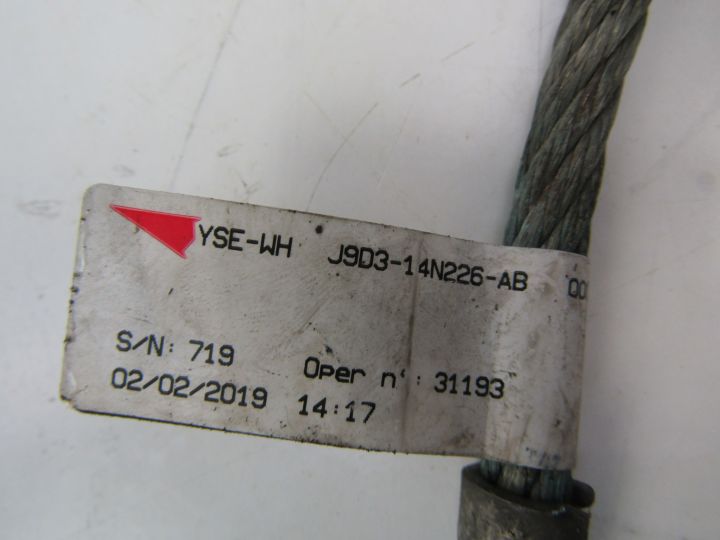 YSE-WH J9D3-14N226-AB
S/N: 719 Oper n°: 31193
02/02/2019 14:17